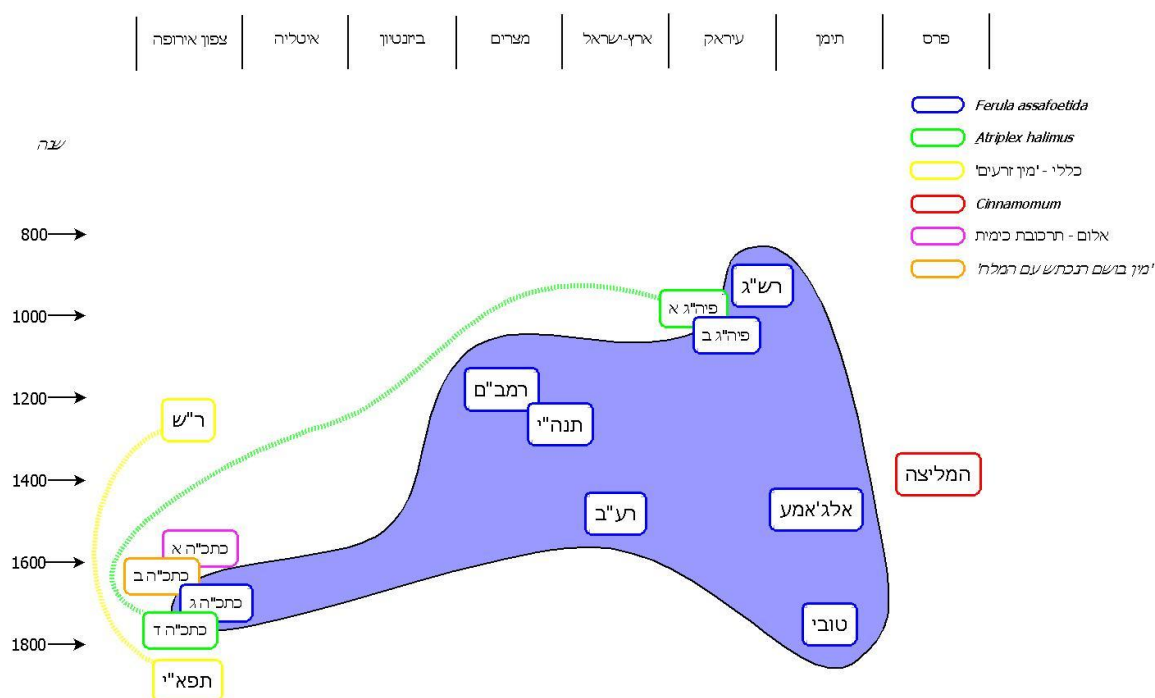 פרס
תימן
עיראק
ארץ-ישראל
מצרים
ביזנטיון
איטליה
צפון אירופה
Ferula assafoetida
Atriplex halimus
כללי - 'מין זרעים'
Cinnamomum
אלום - תרכובת כימית
'מין בושם הנכתש עם המלח'
שנה
800
1000
1200
1400
1600
1800
רש"ג
פיה"ג א
פיה"ג ב
רמב"ם
תנה"י
ר"ש
המליצה
אלג'אמע
רע"ב
כתכ"ה א
כתכ"ה ב
כתכ"ה ג
כתכ"ה ד
טובי
תפא"י